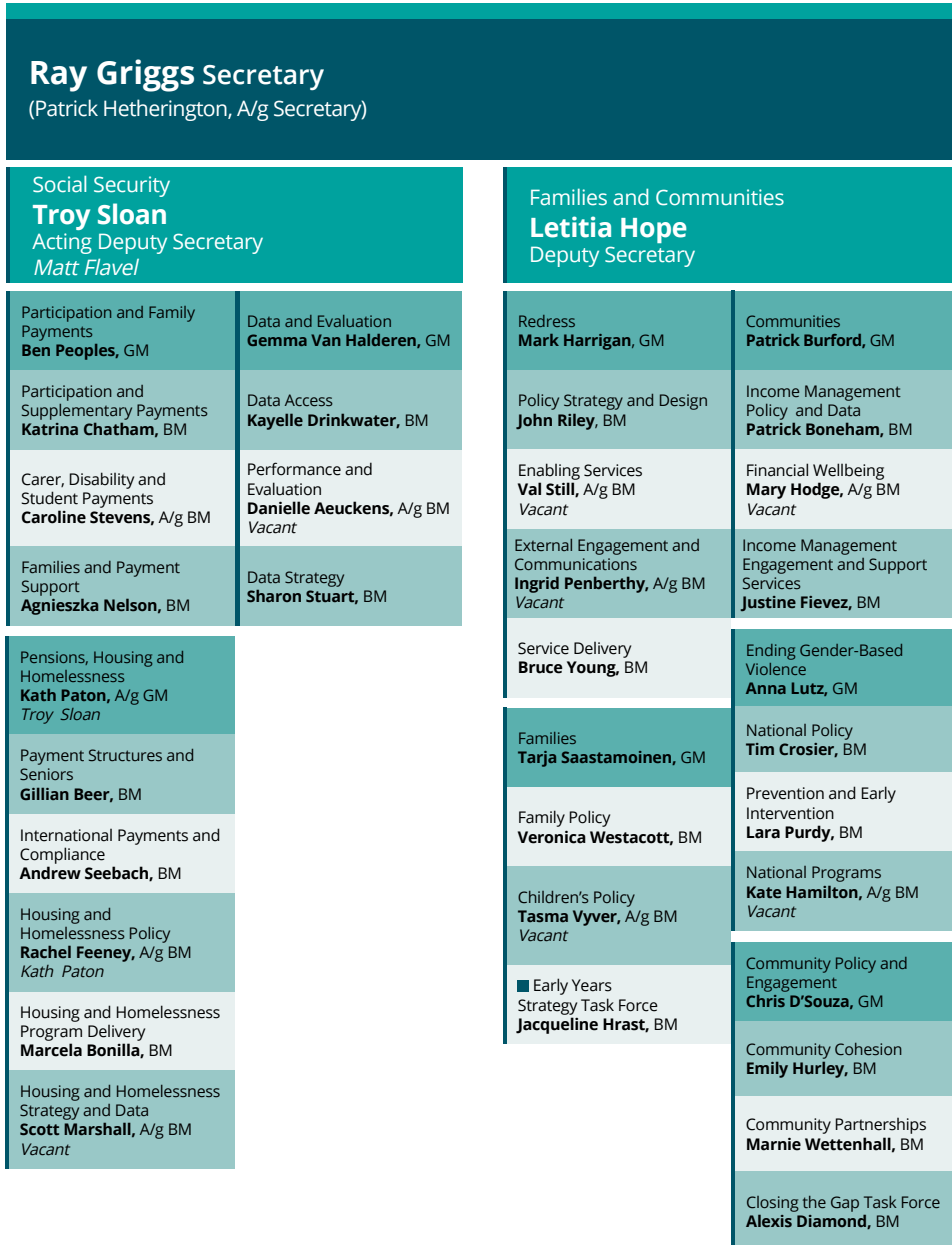 Ray Griggs Secretary
(Patrick Hetherington, A/g Secretary)
Social Security
Troy Sloan
Acting Deputy Secretary
Matt Flavel
Participation and Family
Payments
Ben Peoples, GM
Participation and
Supplementary Payments
Katrina Chatham, BM
Carer, Disability and
Student Payments
Caroline Stevens, A/g BM
Families and Payment
Support
Agnieszka Nelson, BM
Data and Evaluation
Gemma Van Halderen, GM
Data Access
Kayelle Drinkwater, BM
Performance and
Evaluation
Danielle Aeuckens, A/g BM
Vacant
Data Strategy
Sharon Stuart, BM
Pensions, Housing and
Homelessness
Kath Paton, A/g GM
Troy Sloan
Payment Structures and
Seniors
Gillian Beer, BM
International Payments and
Compliance
Andrew Seebach, BM
Housing and
Homelessness Policy
Rachel Feeney, A/g BM
Kath Paton
Housing and Homelessness
Program Delivery
Marcela Bonilla, BM
Housing and Homelessness
Strategy and Data
Scott Marshall, A/g BM
Vacant
Families and Communities
Letitia Hope
Deputy Secretary
Redress
Mark Harrigan, GM
Policy Strategy and Design
John Riley, BM
Enabling Services
Val Still, A/g BM
Vacant
External Engagement and
Communications
Ingrid Penberthy, A/g BM
Vacant
Service Delivery
Bruce Young, BM
Families
Tarja Saastamoinen, GM
Family Policy
Veronica Westacott, BM
Children's Policy
Tasma Vyver, A/g BM
Vacant
Early Years
Strategy Task Force
Jacqueline Hrast, BM
Communities
Patrick Burford, GM
Income Management
Policy and Data
Patrick Boneham, BM
Financial Wellbeing
Mary Hodge, A/g BM
Vacant
Income Management
Engagement and Support
Services
Justine Fievez, BM
Ending Gender-Based
Violence
Anna Lutz, GM
National Policy
Tim Crosier, BM
Prevention and Early
Intervention
Lara Purdy, BM
National Programs
Kate Hamilton, A/g BM
Vacant
Community Policy and
Engagement
Chris D'Souza, GM
Community Cohesion
Emily Hurley, BM
Community Partnerships
Marnie Wettenhall, BM
Closing the Gap Task Force
Alexis Diamond, BM